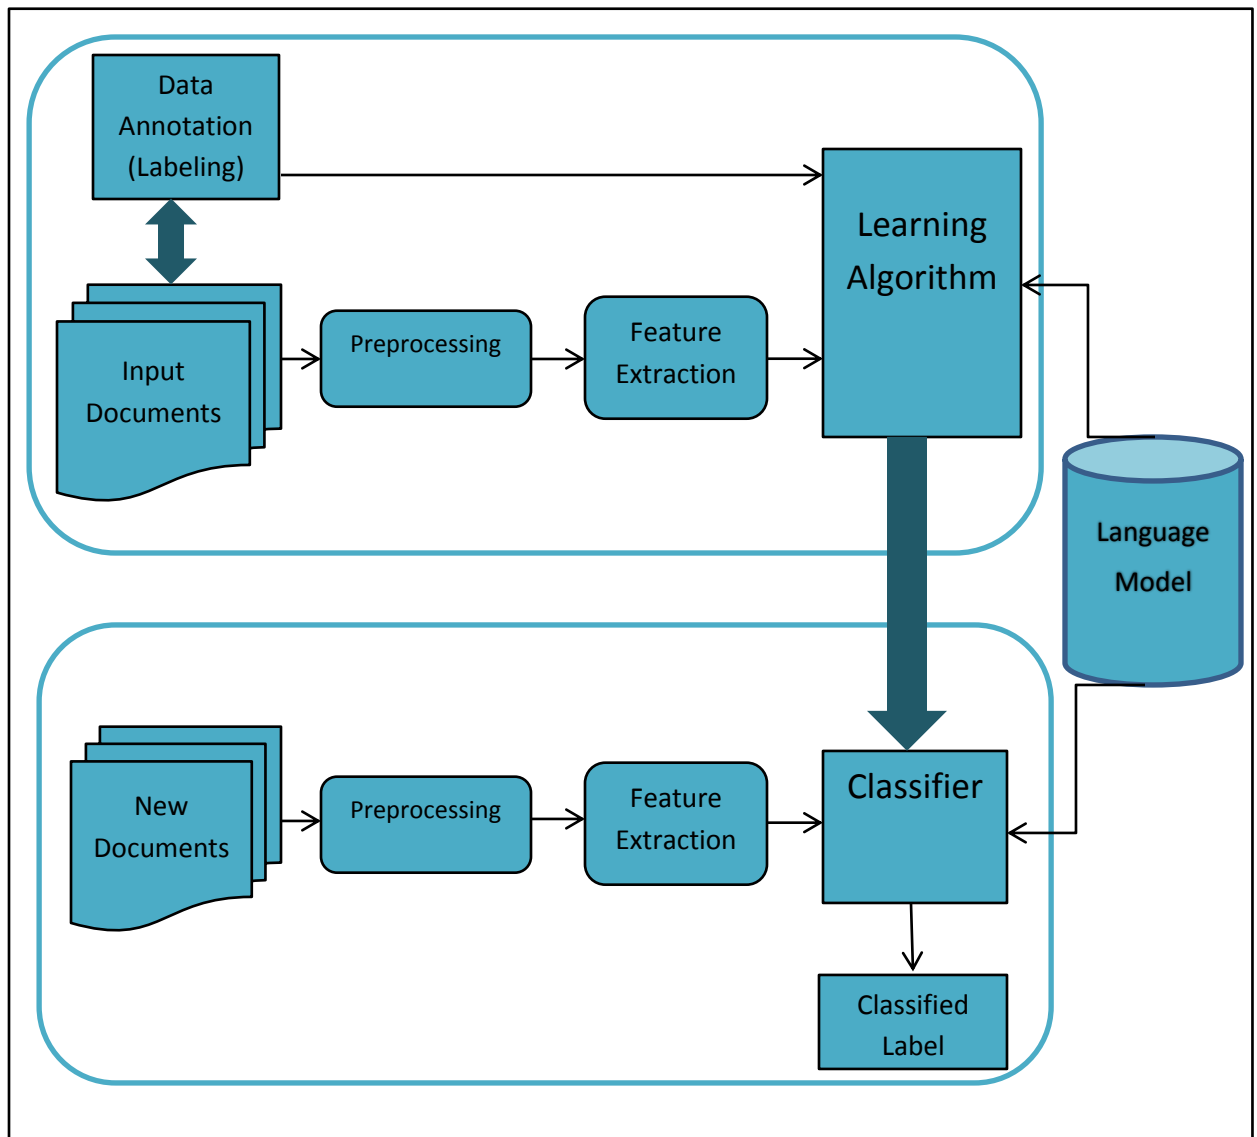 Data
Annotation
(Labeling)
Learning
Algorithm
Input
Documents
Preprocessing
Feature
Extraction
Language
Model
New
Documents
Preprocessing
Feature
Extraction
Classifier
Classified
Label